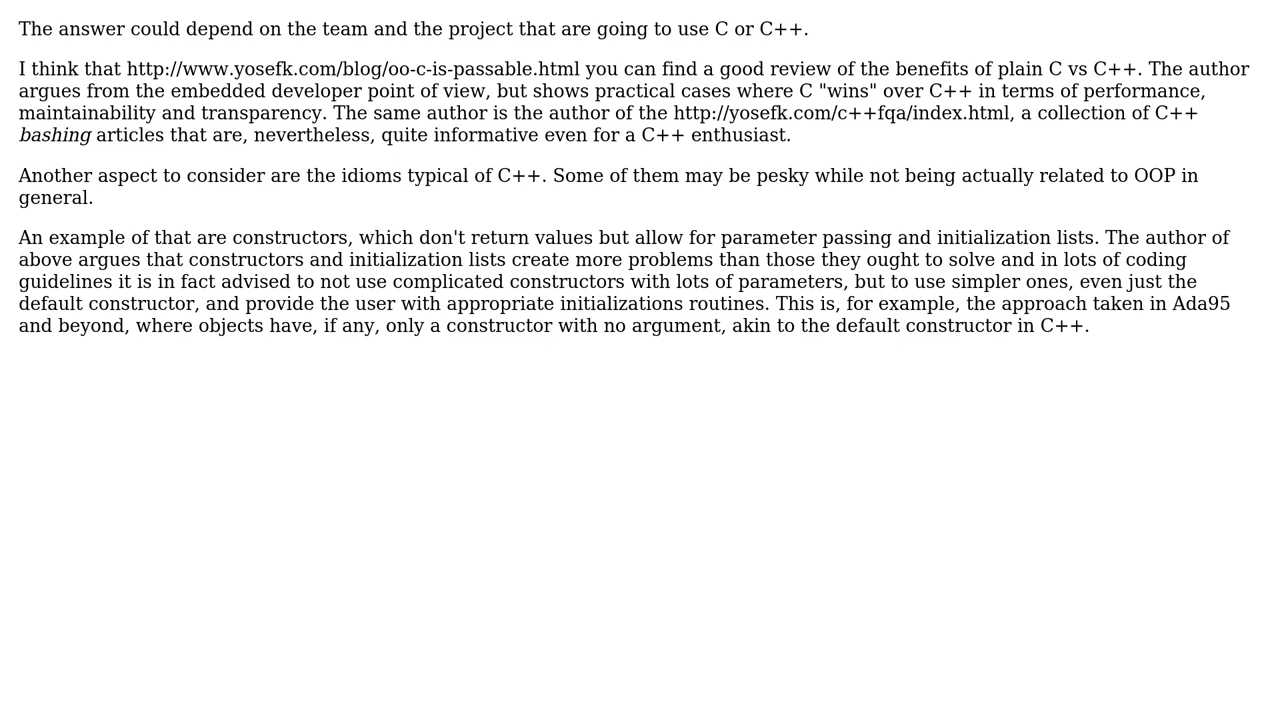 The answer could depend on the team and the project that are going to use C or C++.
I think that http://www.yosefk.com/blog/oo-c-is-passable.html you can find a good review of the benefits of plain C vs C++. The author
argues from the embedded developer point of view, but shows practical cases where C "wins" over C++ in terms of performance,
maintainability and transparency. The same author is the author of the http://yosefk.com/c++fqa/index.html, a collection of C++
bashing articles that are, nevertheless, quite informative even for a C++ enthusiast.
Another aspect to consider are the idioms typical of C++. Some of them may be pesky while not being actually related to OOP in
general.
An example of that are constructors, which don't return values but allow for parameter passing and initialization lists. The author of
above argues that constructors and initialization lists create more problems than those they ought to solve and in lots of coding
guidelines it is in fact advised to not use complicated constructors with lots of parameters, but to use simpler ones, even just the
default constructor, and provide the user with appropriate initializations routines. This is, for example, the approach taken in Ada95
and beyond, where objects have, if any, only a constructor with no argument, akin to the default constructor in C++.